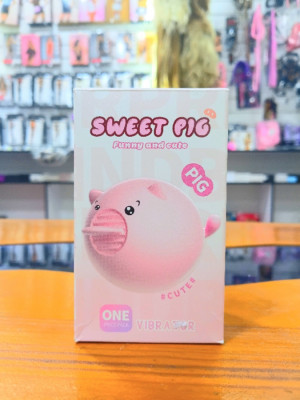 SWEET PIG
Funny and cute
PIG
#CUTE#
ONE
VIBRATOR